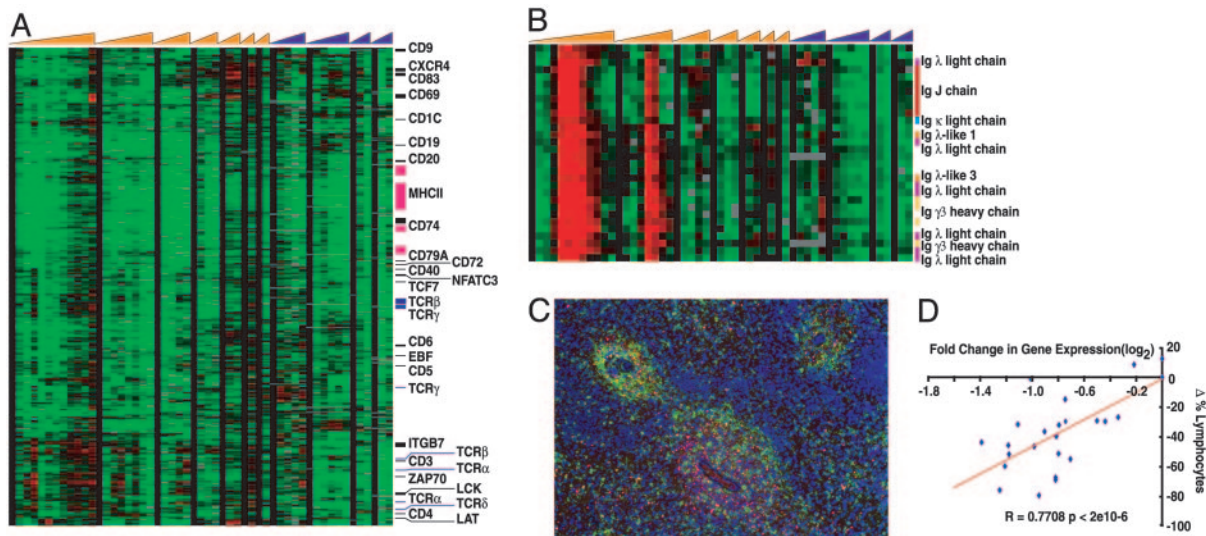 A
CD9
CXCR4
CD83
CD69
CD1C
CD19
CD20
MHCII
CD74
CD79A
CD72
CD40
NFATC3
TCF7
TCRβ
TCRγ
CD6
EBF
CD5
TCRγ
ITGB7
TCRβ
CD3
TCRα
ZAP70
LCK
TCRα
TCRδ
CD4
LAT
B
Ig λ light chain
Ig J chain
Ig κ light chain
Ig λ-like 1
Ig λ light chain
Ig λ-like 3
Ig λ light chain
Ig γ3 heavy chain
Ig λ light chain
Ig γ3 heavy chain
Ig λ light chain
C
D
Fold Change in Gene Expression(log2)
-1.8 -1.4 -1.0 -0.6 -0.2
20
0
-20
-40
-60
-80
-100
Δ % Lymphocytes
R = 0.7708 p < 2e10-6